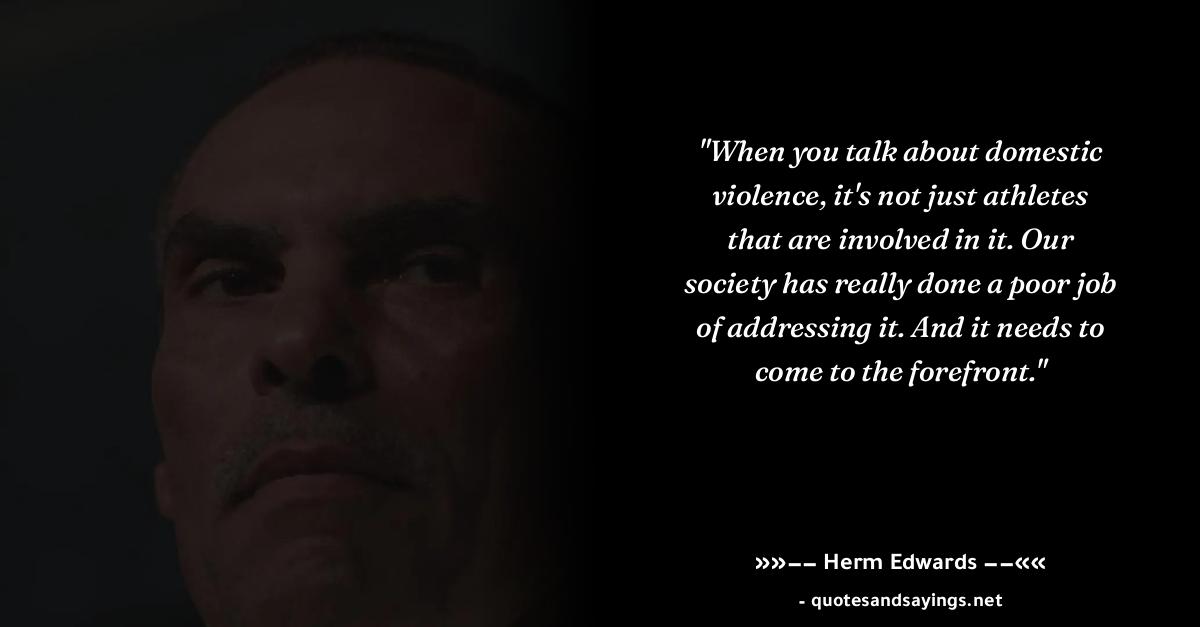 "When you talk about domestic
violence, it's not just athletes
that are involved in it. Our
society has really done a poor job
of addressing it. And it needs to
come to the forefront."
»»−− Herm Edwards −−««
- quotesandsayings.net